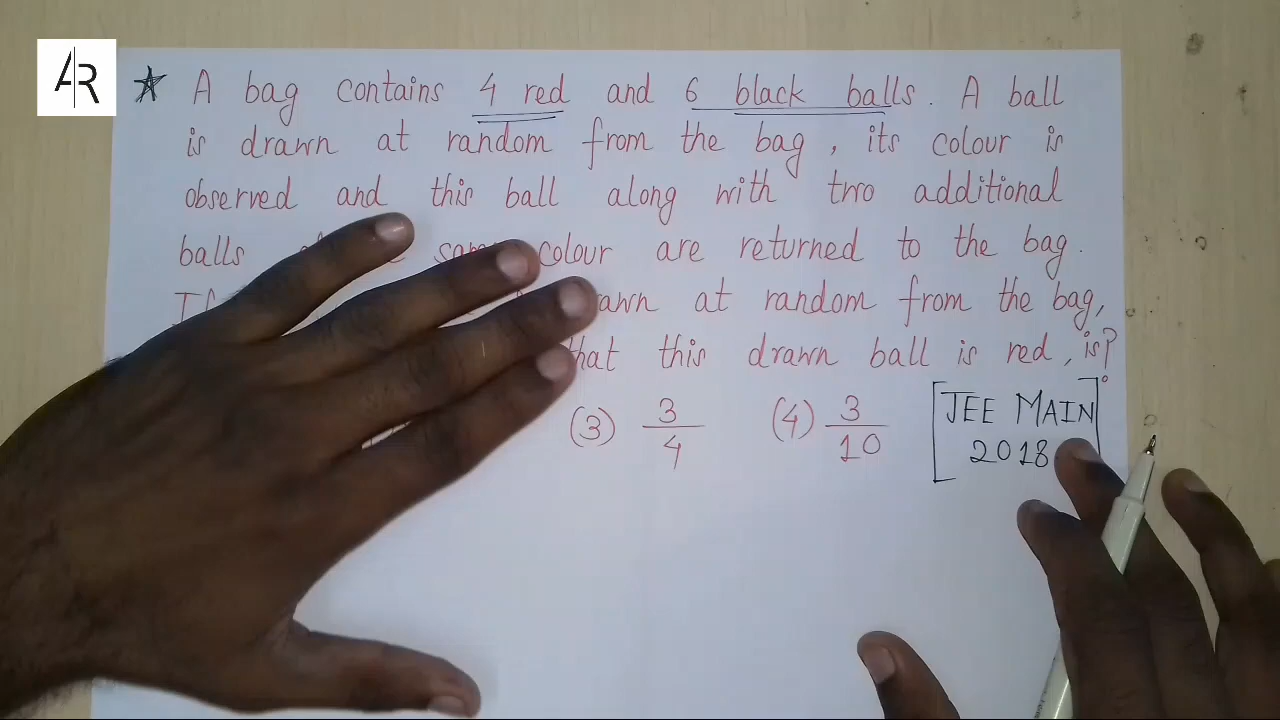 AR
A bag contains 4 red and 6 black balls. A ball
is drawn at random from the bag, its colour is
observed and this ball along with two additional
balls colour are returned to the bag.
If at random from the bag,
that this drawn ball is red, is?
(3) 3/4 (4) 3/10 [JEE MAIN
2018]